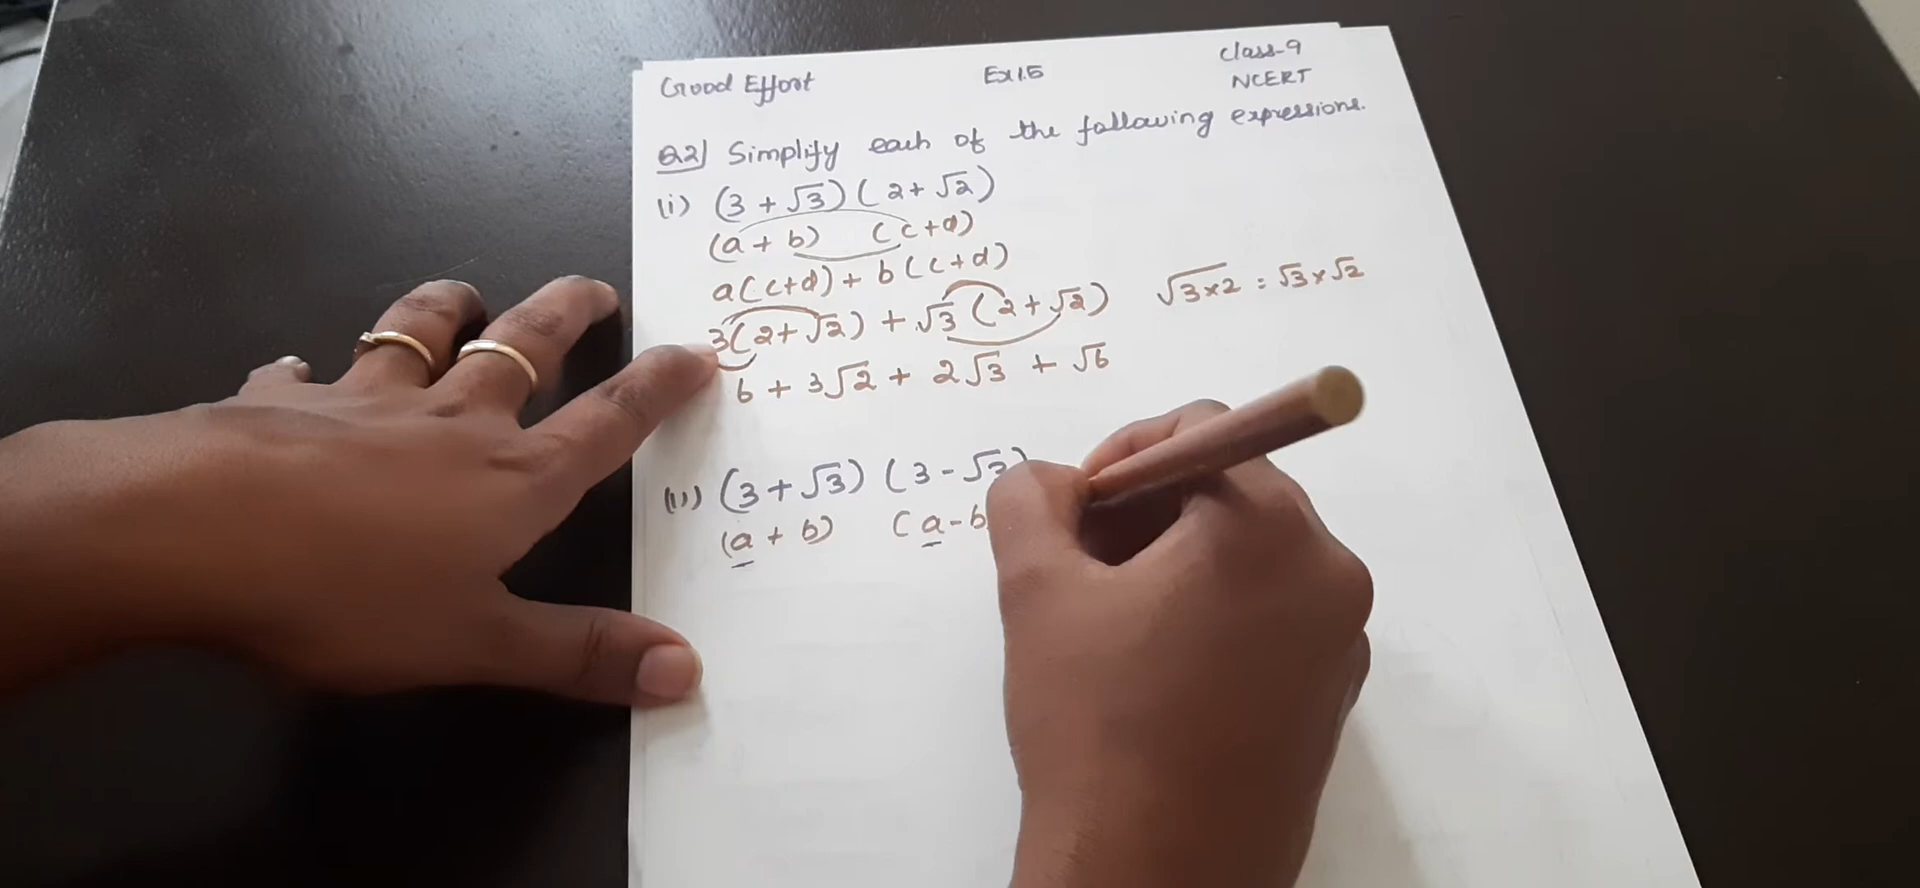 Good Effort Ex 1.5 Class-9
NCERT
Q2) Simplify each of the following expressions.
(i) (3 + √3) (2 + √2)
(a + b) (c + d)
a(c+d) + b(c+d)
3(2+√2) + √3 (2+√2) √3×2 = √3×√2
6 + 3√2 + 2√3 + √6
(ii) (3+√3) (3-√3)
(a + b) (a - b